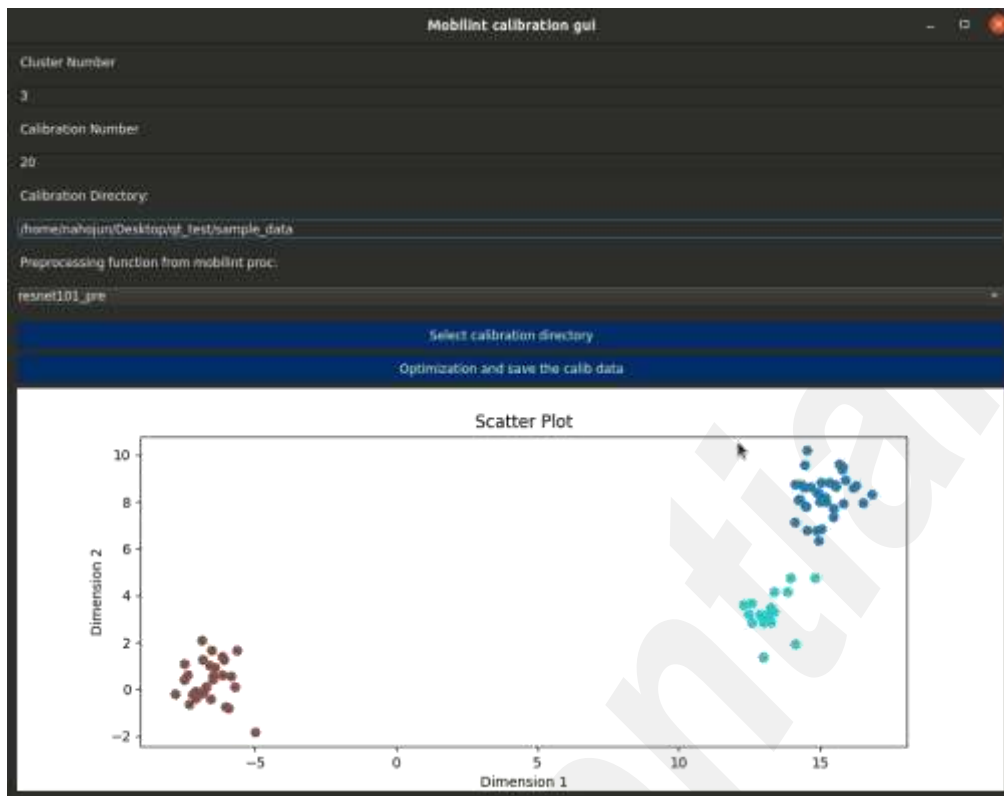 Mobilint calibration gui
Cluster Number
3
Calibration Number
20
Calibration Directory:
/home/nahojun/Desktop/qt_test/sample_data
Preprocessing function from mobilint proc:
resnet101_pre
Select calibration directory
Optimization and save the calib data
Scatter Plot
10
8
6
4
2
0
−2
Dimension 2
−5
0
5
10
15
Dimension 1